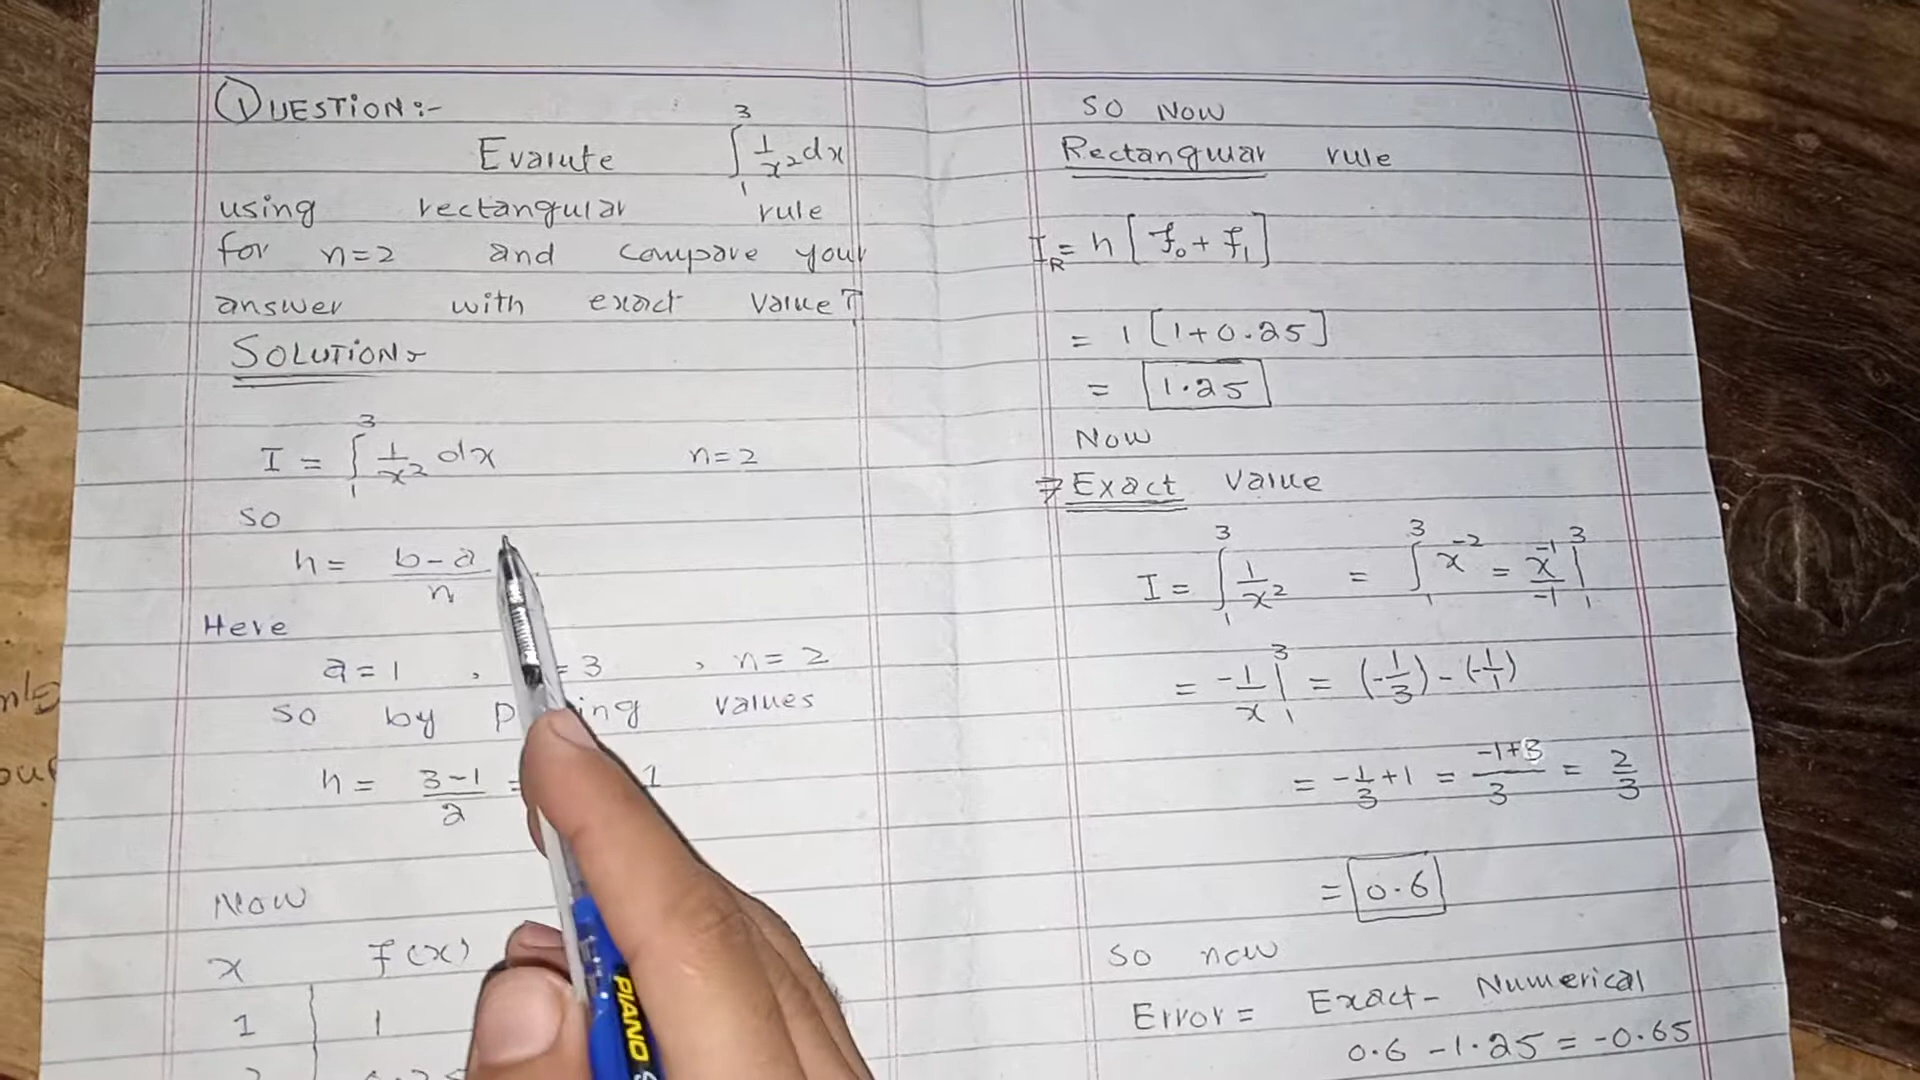 QUESTION:-
Evalute ∫₁³ 1/x² dx
using rectangular rule
for n=2 and compare your
answer with exact value?
SOLUTION:-
I = ∫₁³ 1/x² dx n=2
so
h = b-a/n
Here
a=1 , =3 , n=2
so by values
h = 3-1/2 = 1
Now
x f(x)
1 1
SO NOW
Rectangular rule
I_R = h[f₀+f₁]
= 1[1+0.25]
= 1.25
Now
⇒ Exact value
I = ∫₁³ 1/x² = ∫₁³ x⁻² = x⁻¹/-1 |₁³
= -1/x |₁³ = (-1/3)-(-1/1)
= -1/3+1 = -1+3/3 = 2/3
= 0.6
so now
Error = Exact - Numerical
0.6 -1.25 = -0.65
PIANO